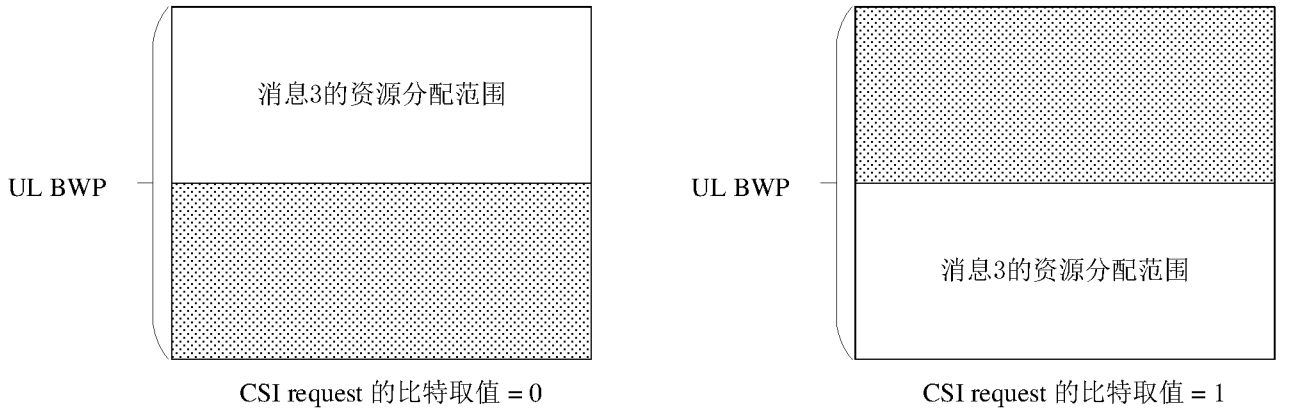 消息3的资源分配范围
UL BWP
CSI request 的比特取值 = 0
UL BWP
消息3的资源分配范围
CSI request 的比特取值 = 1